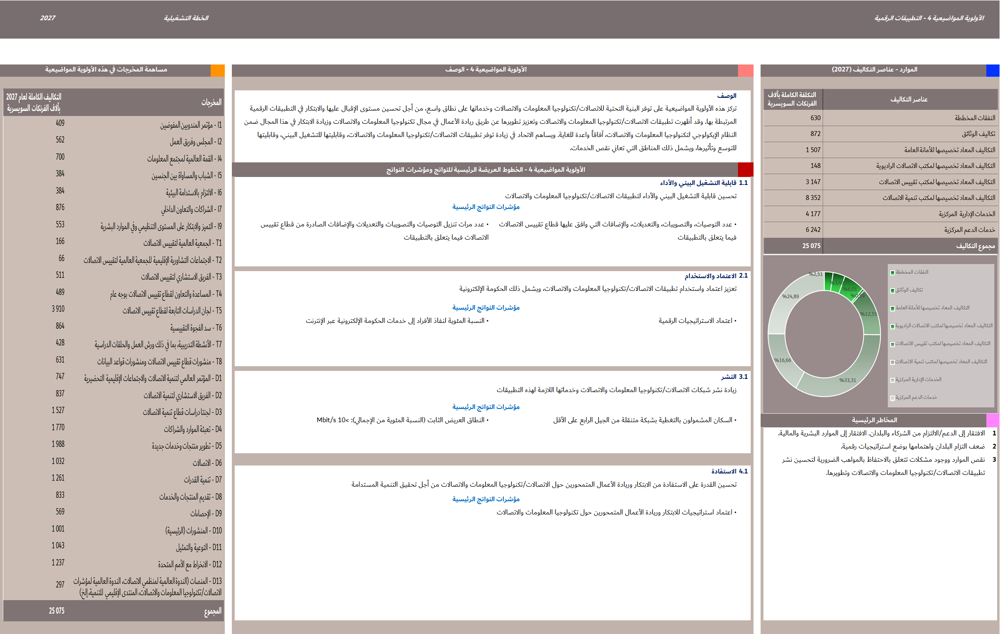 الأولوية المواضيعية 4 - التطبيقات الرقمية
الخطة التشغيلية
2027
الموارد - عناصر التكاليف (2027)
عناصر التكاليف
التكلفة الكاملة بآلاف الفرنكات السويسرية
النفقات المخططة 630
تكاليف الوثائق 872
التكاليف المعاد تخصيصها للأمانة العامة 1 507
التكاليف المعاد تخصيصها لمكتب الاتصالات الراديوية 148
التكاليف المعاد تخصيصها لمكتب تقييس الاتصالات 3 147
التكاليف المعاد تخصيصها لمكتب تنمية الاتصالات 8 352
الخدمات الإدارية المركزية 4 177
خدمات الدعم المركزية 6 242
مجموع التكاليف 25 075
النفقات المخططة
تكاليف الوثائق
التكاليف المعاد تخصيصها للأمانة العامة
التكاليف المعاد تخصيصها لمكتب الاتصالات الراديوية
التكاليف المعاد تخصيصها لمكتب تقييس الاتصالات
التكاليف المعاد تخصيصها لمكتب تنمية الاتصالات
الخدمات الإدارية المركزية
خدمات الدعم المركزية
%2,51
%6,01
%12,55
%33,31
%16,66
%24,89
المخاطر الرئيسية
1 الافتقار إلى الدعم/الالتزام من الشركاء والبلدان. الافتقار إلى الموارد البشرية والمالية.
2 ضعف التزام البلدان واهتمامها بوضع استراتيجيات رقمية.
3 نقص الموارد ووجود مشكلات تتعلق بالاحتفاظ بالمواهب الضرورية لتحسين نشر
تطبيقات الاتصالات/تكنولوجيا المعلومات والاتصالات وتطويرها.
الأولوية المواضيعية 4 - الوصف
الوصف
تركز هذه الأولوية المواضيعية على توفر البنية التحتية للاتصالات/تكنولوجيا المعلومات والاتصالات وخدماتها على نطاق واسع، من أجل تحسين مستوى الإقبال عليها والابتكار في التطبيقات الرقمية
المرتبطة بها. وقد أظهرت تطبيقات الاتصالات/تكنولوجيا المعلومات والاتصالات وتعزيز تطويرها عن طريق ريادة الأعمال في مجال تكنولوجيا المعلومات والاتصالات وزيادة الابتكار في هذا المجال ضمن
النظام الإيكولوجي لتكنولوجيا المعلومات والاتصالات، آفاقاً واعدة للغاية. ويساهم الاتحاد في زيادة توفر تطبيقات الاتصالات/تكنولوجيا المعلومات والاتصالات، وقابليتها للتشغيل البيني، وقابليتها
للتوسع وتأثيرها، ويشمل ذلك المناطق التي تعاني نقص الخدمات.
الأولوية المواضيعية 4 - الخطوط العريضة الرئيسية للنواتج ومؤشرات النواتج
1.1 قابلية التشغيل البيني والأداء
تحسين قابلية التشغيل البيني والأداء لتطبيقات الاتصالات/تكنولوجيا المعلومات والاتصالات
مؤشرات النواتج الرئيسية
• عدد التوصيات، والتصويبات، والتعديلات، والإضافات التي وافق عليها قطاع تقييس الاتصالات
فيما يتعلق بالتطبيقات
• عدد مرات تنزيل التوصيات والتصويبات والتعديلات والإضافات الصادرة من قطاع تقييس
الاتصالات فيما يتعلق بالتطبيقات
2.1 الاعتماد والاستخدام
تعزيز اعتماد واستخدام تطبيقات الاتصالات/تكنولوجيا المعلومات والاتصالات، ويشمل ذلك الحكومة الإلكترونية
مؤشرات النواتج الرئيسية
• اعتماد الاستراتيجيات الرقمية
• النسبة المئوية لنفاذ الأفراد إلى خدمات الحكومة الإلكترونية عبر الإنترنت
3.1 النشر
زيادة نشر شبكات الاتصالات/تكنولوجيا المعلومات والاتصالات وخدماتها اللازمة لهذه التطبيقات
مؤشرات النواتج الرئيسية
• السكان المشمولون بالتغطية بشبكة متنقلة من الجيل الرابع على الأقل
• النطاق العريض الثابت (النسبة المئوية من الإجمالي): >10 Mbit/s
4.1 الاستفادة
تحسين القدرة على الاستفادة من الابتكار وريادة الأعمال المتمحورين حول الاتصالات/تكنولوجيا المعلومات والاتصالات من أجل تحقيق التنمية المستدامة
مؤشرات النواتج الرئيسية
• اعتماد استراتيجيات للابتكار وريادة الأعمال المتمحورين حول تكنولوجيا المعلومات والاتصالات
مساهمة المخرجات في هذه الأولوية المواضيعية
المخرجات
التكاليف الكاملة لعام 2027 بآلاف الفرنكات السويسرية
I1 - مؤتمر المندوبين المفوضين 409
I2 - المجلس وفريق العمل 562
I4 - القمة العالمية لمجتمع المعلومات 700
I5 - الشباب والمساواة بين الجنسين 384
I6 - الالتزام بالاستدامة البيئية 384
I7 - الشراكات والتعاون الداخلي 876
I9 - التميز والابتكار على المستوى التنظيمي وفي الموارد البشرية 553
T1 - الجمعية العالمية لتقييس الاتصالات 166
T2 - الاجتماعات التشاورية الإقليمية للجمعية العالمية لتقييس الاتصالات 66
T3 - الفريق الاستشاري لتقييس الاتصالات 511
T4 - المساعدة والتعاون لقطاع تقييس الاتصالات بوجه عام 489
T5 - لجان الدراسات التابعة لقطاع تقييس الاتصالات 3 910
T6 - سد الفجوة التقييسية 864
T7 - الأنشطة التدريبية، بما في ذلك ورش العمل والحلقات الدراسية 428
T8 - منشورات قطاع تقييس الاتصالات ومنشورات قواعد البيانات 631
D1 - المؤتمر العالمي لتنمية الاتصالات والاجتماعات الإقليمية التحضيرية 747
D2 - الفريق الاستشاري لتنمية الاتصالات 837
D3 - لجنتا دراسات قطاع تنمية الاتصالات 1 527
D4 - تعبئة الموارد والشراكات 1 770
D5 - تطوير منتجات وخدمات جديدة 1 988
D6 - الاتصالات 1 032
D7 - تنمية القدرات 1 261
D8 - تقديم المنتجات والخدمات 833
D9 - الإحصاءات 569
D10 - المنشورات (الرئيسية) 1 001
D11 - التوعية والتمثيل 1 043
D12 - الانخراط مع الأمم المتحدة 1 237
D13 - المنصات (الندوة العالمية لمنظمي الاتصالات، الندوة العالمية لمؤشرات
الاتصالات/تكنولوجيا المعلومات والاتصالات، المنتدى الإقليمي للتنمية، إلخ) 297
المجموع 25 075